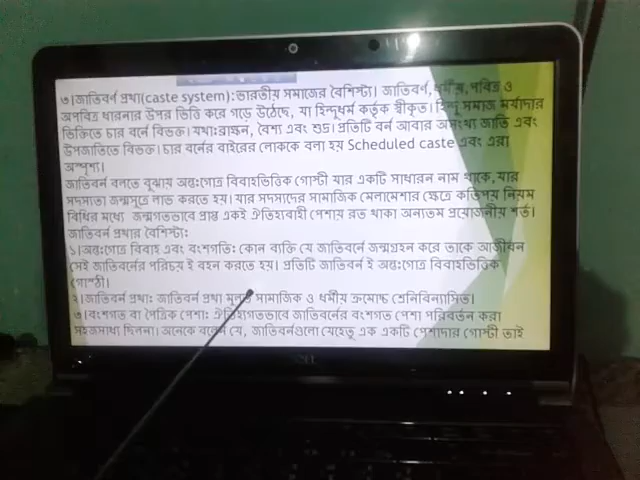 ৩।জাতিবর্ন প্রথা(caste system):ভারতীয় সমাজের বৈশিস্ট্য। জাতিবর্ণ,ধর্মীয়,পবিত্র ও
অপবিত্র ধারনার উপর ভিত্তি করে গড়ে উঠেছে, যা হিন্দুধর্ম কর্তৃক স্বীকৃত। হিন্দু সমাজ মর্যাদার
ভিত্তিতে চার বর্নে বিভক্ত। যথাঃব্রাহ্মন, বৈশ্য এবং শুদ্র। প্রতিটি বর্ন আবার অসংখ্য জাতি এবং
উপজাতিতে বিভক্ত। চার বর্নের বাইরের লোককে বলা হয় Scheduled caste এবং এরা
অস্পৃশ্য।
জাতিবর্ন বলতে বুঝায় অন্তঃগোত্র বিবাহভিত্তিক গোস্টী যার একটি সাধারন নাম থাকে,যার
সদস্যতা জন্মসূত্রে লাভ করতে হয়। যার সদস্যদের সামাজিক মেলামেশার ক্ষেত্রে কতিপয় নিয়ম
বিধির মধ্যে জন্মগতভাবে প্রাপ্ত একই ঐতিহ্যবাহী পেশায় রত থাকা অন্যতম প্রয়োজনীয় শর্ত।
জাতিবর্ন প্রথার বৈশিস্ট্যঃ
১।অন্তঃগোত্র বিবাহ এবং বংশগতিঃ কোন ব্যক্তি যে জাতিবর্নে জন্মগ্রহন করে তাকে আজীবন
সেই জাতিবর্নের পরিচয় ই বহন করতে হয়। প্রতিটি জাতিবর্ন ই অন্তঃগোত্র বিবাহভিত্তিক
গোষ্ঠী।
২।জাতিবর্ন প্রথাঃ জাতিবর্ন প্রথা মূলত সামাজিক ও ধর্মীয় ক্রমোচ্চ শ্রেনিবিন্যাসিত।
৩।বংশগত বা পৈত্রিক পেশাঃ ঐতিহ্যগতভাবে জাতিবর্নের বংশগত পেশা পরিবর্তন করা
সহজসাধ্য ছিলনা। অনেকে বলেন যে, জাতিবর্নগুলো যেহেতু এক একটি পেশাদার গোস্টী তাই
DELL